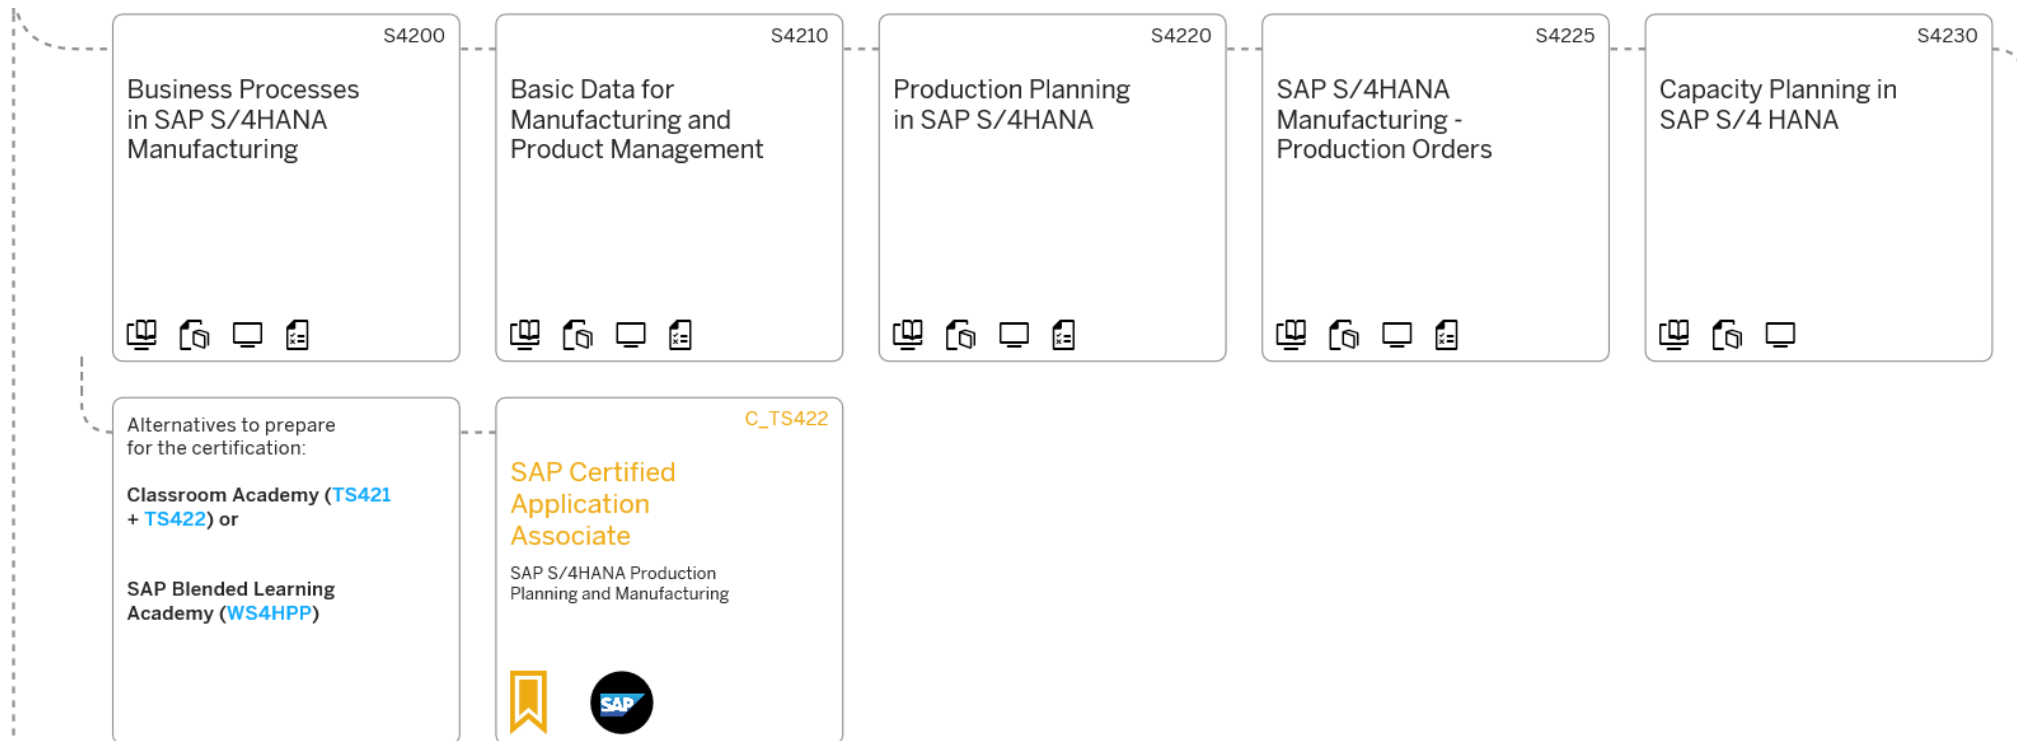 S4200
Business Processes
in SAP S/4HANA
Manufacturing
S4210
Basic Data for
Manufacturing and
Product Management
S4220
Production Planning
in SAP S/4HANA
S4225
SAP S/4HANA
Manufacturing -
Production Orders
S4230
Capacity Planning in
SAP S/4 HANA
Alternatives to prepare
for the certification:
Classroom Academy (TS421
+ TS422) or
SAP Blended Learning
Academy (WS4HPP)
C_TS422
SAP Certified
Application
Associate
SAP S/4HANA Production
Planning and Manufacturing
SAP